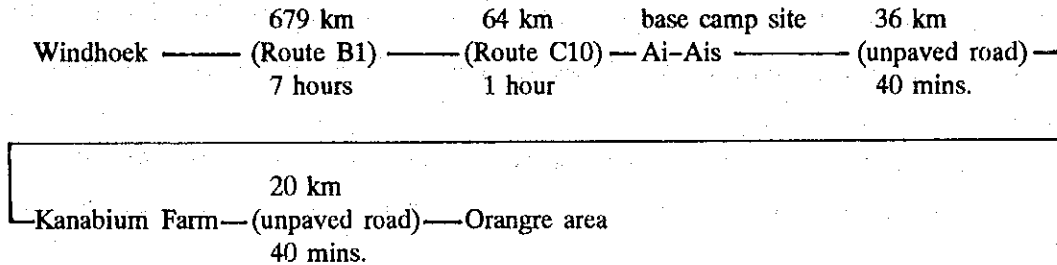 679 km 64 km base camp site 36 km
Windhoek (Route B1) (Route C10) Ai-Ais (unpaved road)
7 hours 1 hour 40 mins.
20 km
Kanabium Farm (unpaved road) Orangre area
40 mins.